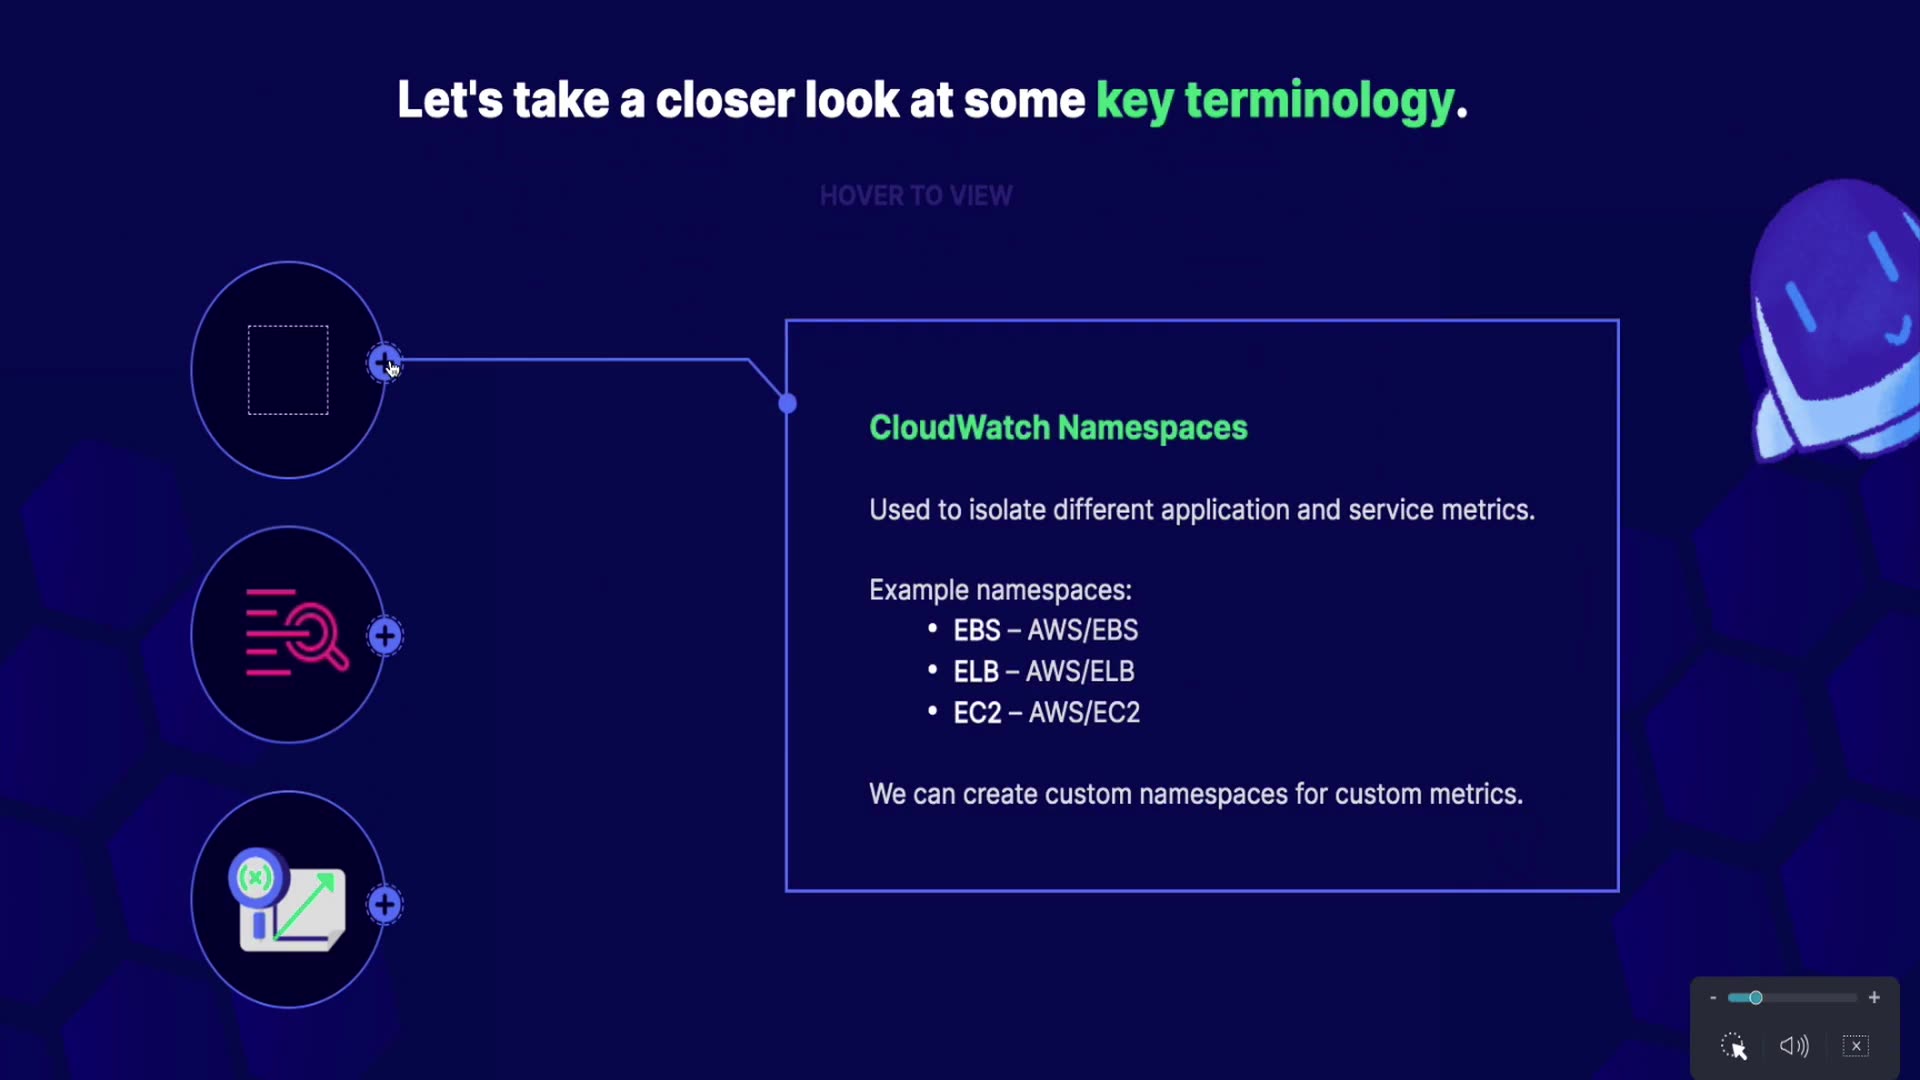 Let's take a closer look at some key terminology.
HOVER TO VIEW
CloudWatch Namespaces
Used to isolate different application and service metrics.
Example namespaces:
• EBS – AWS/EBS
• ELB – AWS/ELB
• EC2 – AWS/EC2
We can create custom namespaces for custom metrics.
(x)
- +
x